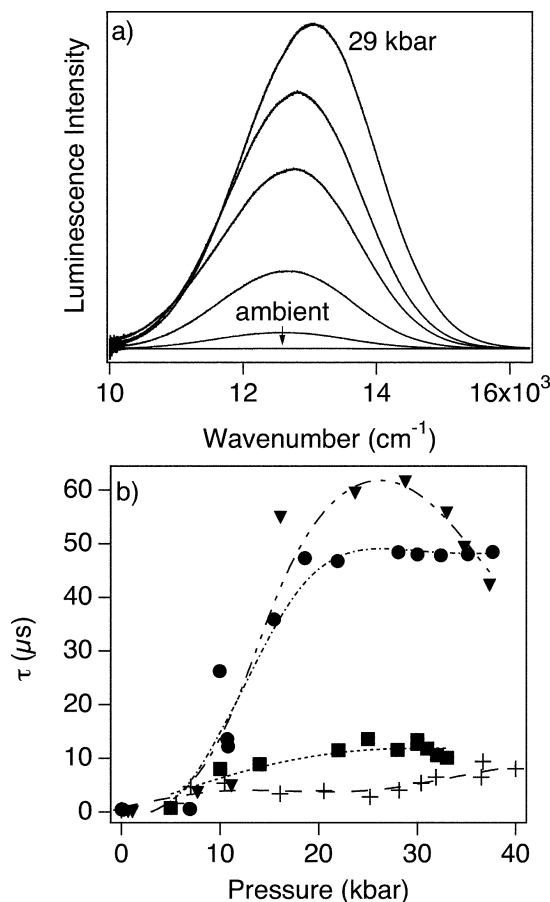 a)
29 kbar
Luminescence Intensity
ambient
10 12 14 16x10³
Wavenumber (cm⁻¹)
b)
60
50
40
30
20
10
0
τ (µs)
0 10 20 30 40
Pressure (kbar)